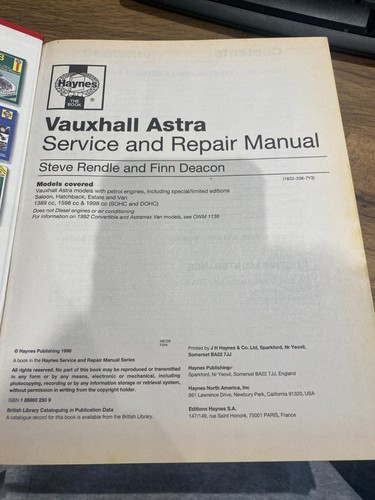 Haynes
THE
BOOK
®
Vauxhall Astra
Service and Repair Manual
Steve Rendle and Finn Deacon
Models covered
Vauxhall Astra models with petrol engines, including special/limited editions
Saloon, Hatchback, Estate and Van
1389 cc, 1598 cc & 1998 cc (SOHC and DOHC)
Does not Diesel engines or air conditioning
For information on 1992 Convertible and Astramax Van models, see OWM 1136
© Haynes Publishing 1996
A book in the Haynes Service and Repair Manual Series
All rights reserved. No part of this book may be reproduced or transmitted
in any form or by any means, electronic or mechanical, including
photocopying, recording or by any information storage or retrieval system,
without permission in writing from the copyright holder.
ISBN 1 85960 250 9
British Library Cataloguing in Publication Data
A catalogue record for this book is available from the British Library.
Printed by J H Haynes & Co. Ltd, Sparkford, Nr Yeovil,
Somerset BA22 7JJ
Haynes Publishing
Sparkford, Nr Yeovil, Somerset BA22 7JJ, England
Haynes North America, Inc
861 Lawrence Drive, Newbury Park, California 91320, USA
Editions Haynes S.A.
147/149, rue Saint Honoré, 75001 PARIS, France